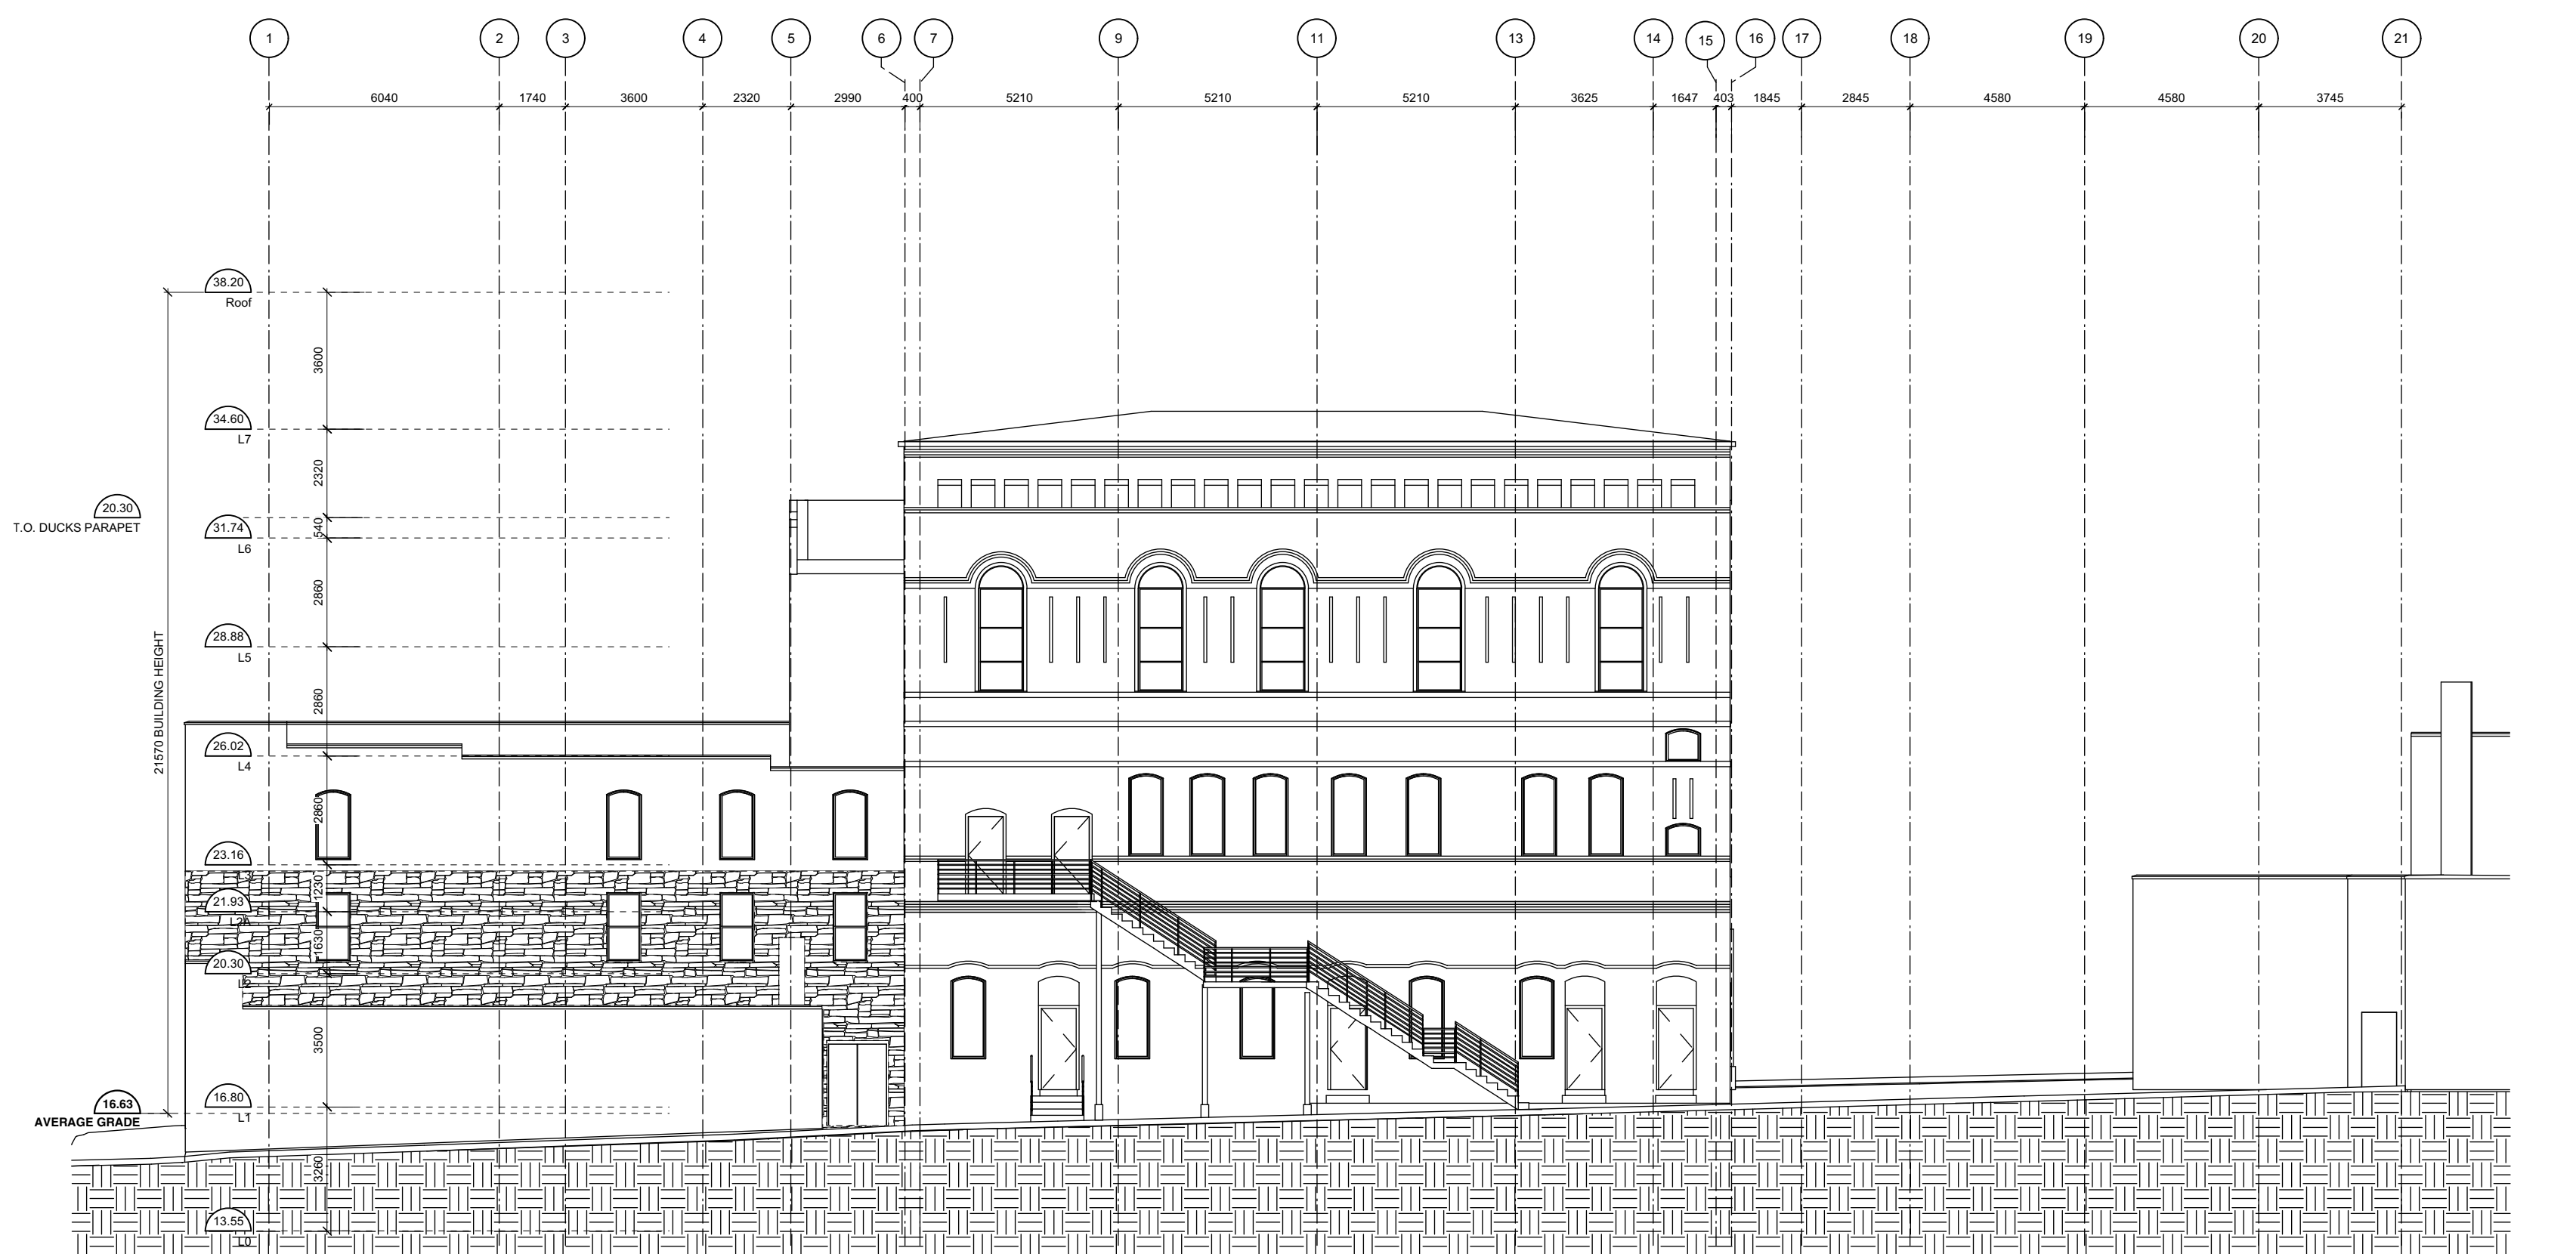 1 2 3 4 5 6 7 9 11 13 14 15 16 17 18 19 20 21
6040 1740 3600 2320 2990 400 5210 5210 5210 3625 1647 403 1845 2845 4580 4580 3745
38.20
Roof
3600
34.60
L7
2320
20.30
T.O. DUCKS PARAPET
540
31.74
L6
2860
28.88
L5
21570 BUILDING HEIGHT
2860
26.02
L4
2860
23.16
L3
1230
21.93
L2A
1630
20.30
L2
3500
16.80
L1
16.63
AVERAGE GRADE
3260
13.55
L0